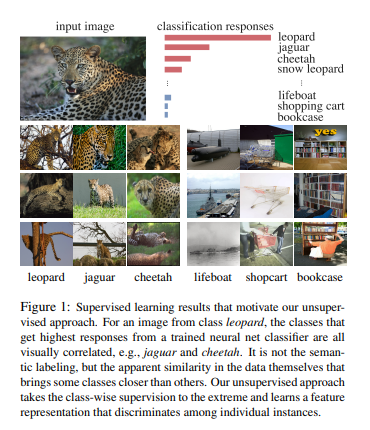 input image
classification responses
leopard
jaguar
cheetah
snow leopard
lifeboat
shopping cart
bookcase
yes
leopard jaguar cheetah lifeboat shopcart bookcase
Figure 1: Supervised learning results that motivate our unsuper-
vised approach. For an image from class leopard, the classes that
get highest responses from a trained neural net classifier are all
visually correlated, e.g., jaguar and cheetah. It is not the seman-
tic labeling, but the apparent similarity in the data themselves that
brings some classes closer than others. Our unsupervised approach
takes the class-wise supervision to the extreme and learns a feature
representation that discriminates among individual instances.